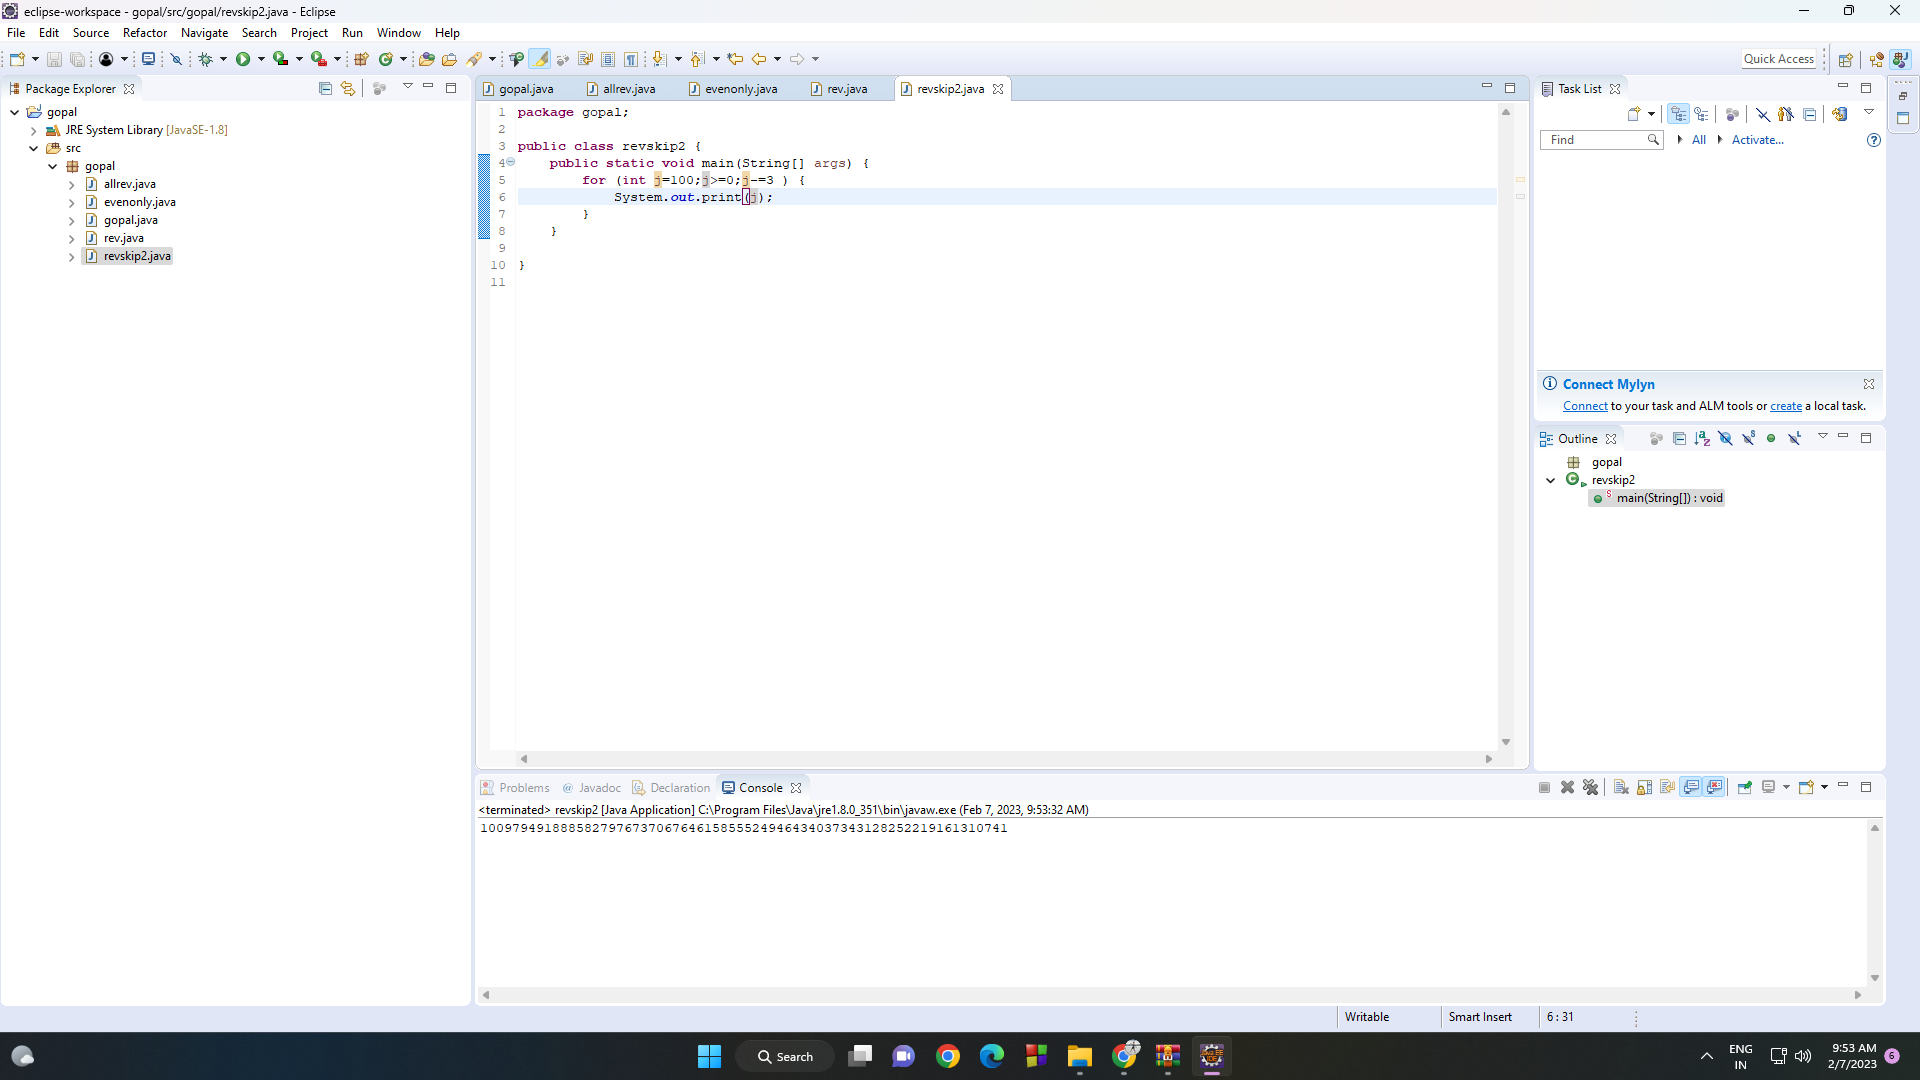 eclipse-workspace - gopal/src/gopal/revskip2.java - Eclipse
File Edit Source Refactor Navigate Search Project Run Window Help
Quick Access
Package Explorer
gopal
JRE System Library [JavaSE-1.8]
src
gopal
allrev.java
evenonly.java
gopal.java
rev.java
revskip2.java
gopal.java allrev.java evenonly.java rev.java revskip2.java
1 package gopal;
2
3 public class revskip2 {
4 public static void main(String[] args) {
5 for (int j=100;j>=0;j-=3 ) {
6 System.out.print(j);
7 }
8 }
9
10 }
11
Task List
Find All Activate...
Connect Mylyn
Connect to your task and ALM tools or create a local task.
Outline
gopal
revskip2
main(String[]) : void
Problems Javadoc Declaration Console
<terminated> revskip2 [Java Application] C:\Program Files\Java\jre1.8.0_351\bin\javaw.exe (Feb 7, 2023, 9:53:32 AM)
10097949188858279767370676461585552494643403734312825221916131​0741
Writable Smart Insert 6 : 31
Search
ENG
IN
9:53 AM
2/7/2023
6